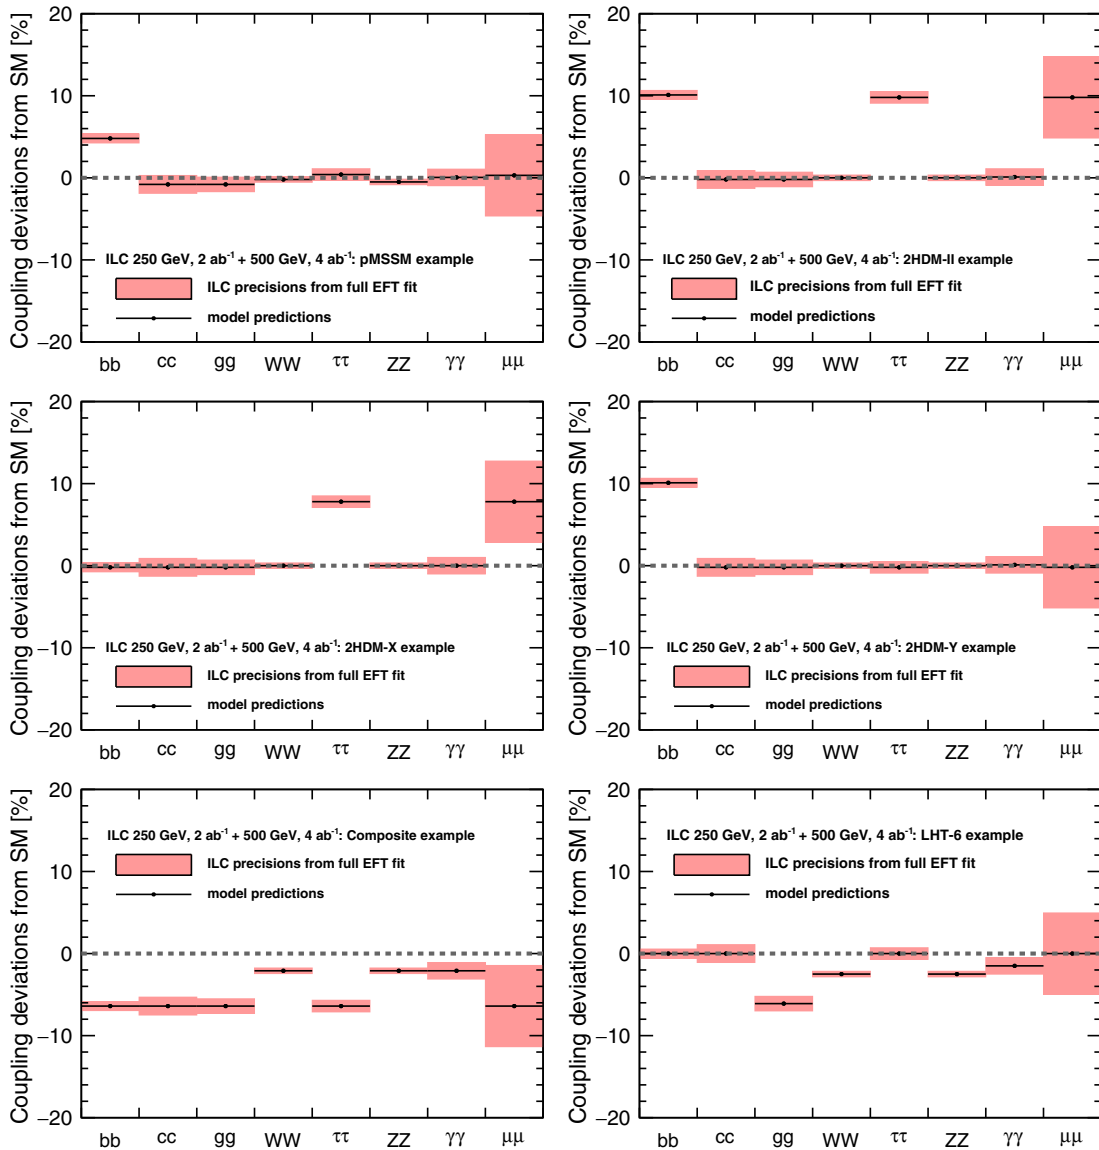 Coupling deviations from SM [%]
20
10
0
−10
−20
ILC 250 GeV, 2 ab⁻¹ + 500 GeV, 4 ab⁻¹: pMSSM example
ILC precisions from full EFT fit
model predictions
bb cc gg WW ττ ZZ γγ μμ
Coupling deviations from SM [%]
20
10
0
−10
−20
ILC 250 GeV, 2 ab⁻¹ + 500 GeV, 4 ab⁻¹: 2HDM-II example
ILC precisions from full EFT fit
model predictions
bb cc gg WW ττ ZZ γγ μμ
Coupling deviations from SM [%]
20
10
0
−10
−20
ILC 250 GeV, 2 ab⁻¹ + 500 GeV, 4 ab⁻¹: 2HDM-X example
ILC precisions from full EFT fit
model predictions
bb cc gg WW ττ ZZ γγ μμ
Coupling deviations from SM [%]
20
10
0
−10
−20
ILC 250 GeV, 2 ab⁻¹ + 500 GeV, 4 ab⁻¹: 2HDM-Y example
ILC precisions from full EFT fit
model predictions
bb cc gg WW ττ ZZ γγ μμ
Coupling deviations from SM [%]
20
10
0
−10
−20
ILC 250 GeV, 2 ab⁻¹ + 500 GeV, 4 ab⁻¹: Composite example
ILC precisions from full EFT fit
model predictions
bb cc gg WW ττ ZZ γγ μμ
Coupling deviations from SM [%]
20
10
0
−10
−20
ILC 250 GeV, 2 ab⁻¹ + 500 GeV, 4 ab⁻¹: LHT-6 example
ILC precisions from full EFT fit
model predictions
bb cc gg WW ττ ZZ γγ μμ